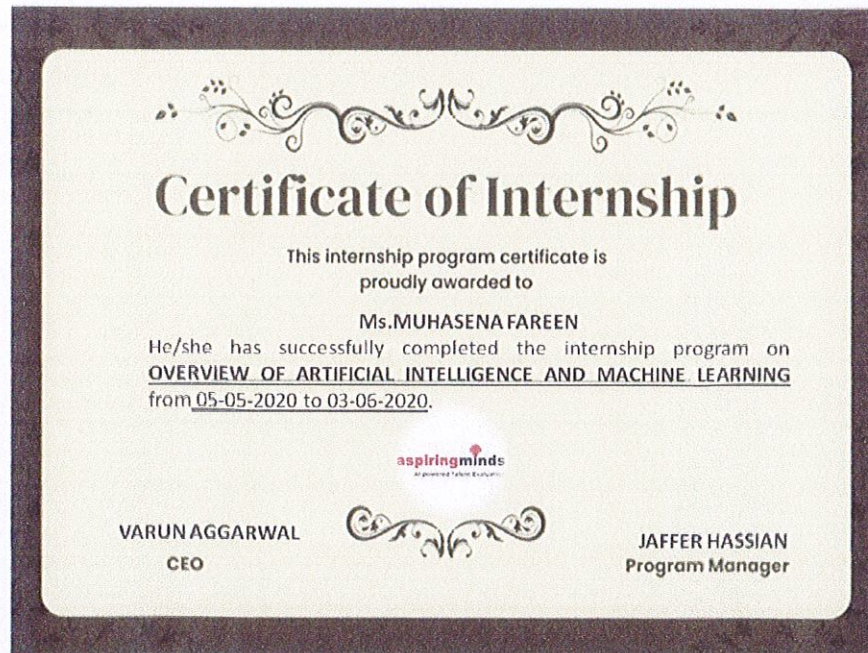 Certificate of Internship
This internship program certificate is
proudly awarded to
Ms.MUHASENA FAREEN
He/she has successfully completed the internship program on
OVERVIEW OF ARTIFICIAL INTELLIGENCE AND MACHINE LEARNING
from 05-05-2020 to 03-06-2020.
aspiringminds
VARUN AGGARWAL
CEO
JAFFER HASSIAN
Program Manager